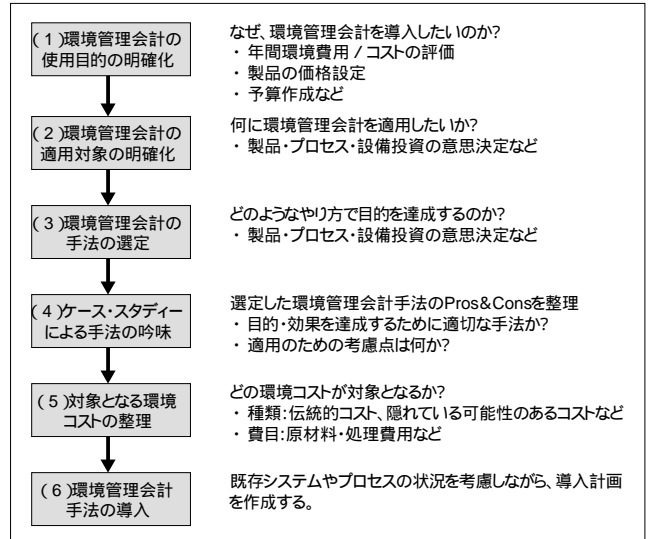 (1)環境管理会計の
使用目的の明確化
なぜ、環境管理会計を導入したいのか?
・ 年間環境費用 / コストの評価
・ 製品の価格設定
・ 予算作成など
(2)環境管理会計の
適用対象の明確化
何に環境管理会計を適用したいか?
・ 製品・プロセス・設備投資の意思決定など
(3)環境管理会計の
手法の選定
どのようなやり方で目的を達成するのか?
・ 製品・プロセス・設備投資の意思決定など
(4)ケース・スタディー
による手法の吟味
選定した環境管理会計手法のPros&Consを整理
・ 目的・効果を達成するために適切な手法か?
・ 適用のための考慮点は何か?
(5)対象となる環境
コストの整理
どの環境コストが対象となるか?
・ 種類:伝統的コスト、隠れている可能性のあるコストなど
・ 費目:原材料・処理費用など
(6)環境管理会計
手法の導入
既存システムやプロセスの状況を考慮しながら、導入計画
を作成する。